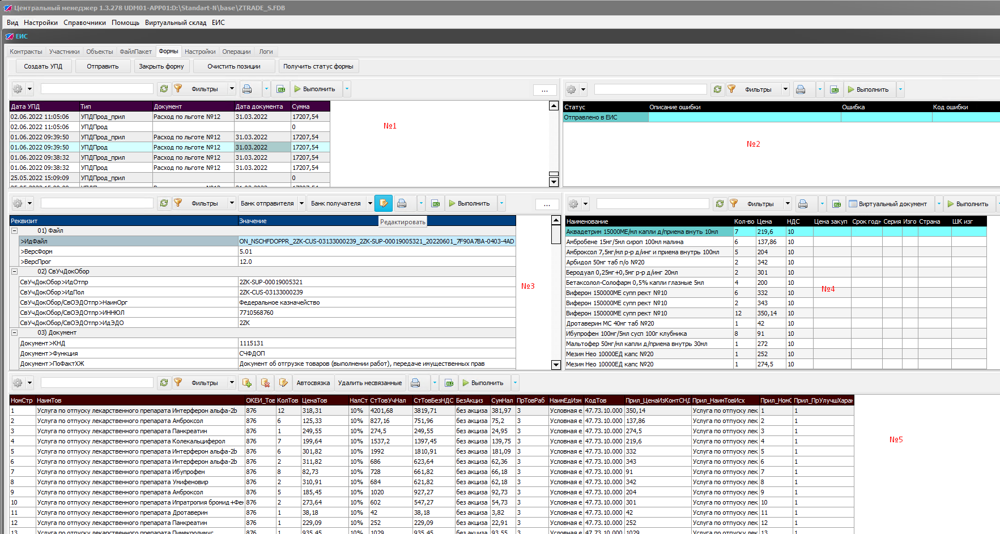 Центральный менеджер 1.3.278 UDM01-APP01:D:\Standart-N\base\ZTRADE_S.FDB
Вид Настройки Справочники Помощь Виртуальный склад ЕИС
ЕИС
Контракты Участники Объекты ФайлПакет Формы Настройки Операции Логи
Создать УПД Отправить Закрыть форму Очистить позиции Получить статус формы
Фильтры XLS Выполнить ...
Дата УПД Тип Документ Дата документа Сумма
02.06.2022 11:05:06 УПДПрод_прил Расход по льготе №12 31.03.2022 17207,54
02.06.2022 11:05:06 УПДПрод 0
01.06.2022 09:39:50 УПДПрод_прил Расход по льготе №12 31.03.2022 17207,54
01.06.2022 09:39:50 УПДПрод Расход по льготе №12 31.03.2022 17207,54
01.06.2022 09:38:32 УПДПрод_прил Расход по льготе №12 31.03.2022 17207,54
01.06.2022 09:38:32 УПДПрод Расход по льготе №12 31.03.2022 17207,54
25.05.2022 15:09:09 УПДПрод_прил 0
№1
Фильтры XLS Выполнить
Статус Описание ошибки Ошибка Код ошибки
Отправлено в ЕИС
№2
Фильтры Банк отправителя Банк получателя XLS Выполнить ...
Редактировать
Реквизит Значение
01) Файл
>ИдФайл ON_NSCHFDOPPR_2ZK-CUS-03133000239_2ZK-SUP-00019005321_20220601_7F90A7BA-0403-4AD
>ВерсФорм 5.01
>ВерсПрог 12.0
02) СвУчДокОбор
СвУчДокОбор>ИдОтпр 2ZK-SUP-00019005321
СвУчДокОбор>ИдПол 2ZK-CUS-03133000239
СвУчДокОбор/СвОЭДОтпр>НаимОрг Федеральное казначейство
СвУчДокОбор/СвОЭДОтпр>ИННЮЛ 7710568760
СвУчДокОбор/СвОЭДОтпр>ИдЭДО 2ZK
03) Документ
Документ>КНД 1115131
Документ>Функция СЧФДОП
Документ>ПоФактХЖ Документ об отгрузке товаров (выполнении работ), передаче имущественных прав
№3
Фильтры XLS Виртуальный документ Выполнить
Наименование Кол-во Цена НДС Цена закуп Срок годн Серия Изго Страна ШК изг
Аквадетрим 15000МЕ/мл капли д/приема внуть 10мл 7 219,6 10
Амбробене 15мг/5мл сироп 100мл малина 6 137,86 10
Амброксол 7,5мг/мл р-р д/инг и приема внутрь 100мл 5 204 10
Арбидол 50мг таб п/о №20 2 342 10
Беродуал 0,25мг+0,5мг р-р д/инг 20мл 2 301 10
Бетаксолол-Солофарм 0,5% капли глазные 5мл 4 200 10
Виферон 150000МЕ супп рект №10 6 332 10
Виферон 150000МЕ супп рект №10 2 343 10
Виферон 150000МЕ супп рект №10 12 350,14 10
Дротаверин МС 40мг таб №20 1 42 10
Ибупрофен 100мг/5мл сусп 100г клубника 8 91 10
Мальтофер 50мг/мл капли д/приема внутрь 30мл 1 272 10
Мезим Нео 10000ЕД капс №20 1 252 10
Мезим Нео 10000ЕД капс №20 1 274,5 10
№4
Фильтры Автосвязка Удалить несвязанные XLS Выполнить
НомСтр НаимТов ОКЕИ_Тов КолТов ЦенаТов НалСт СтТовУчНал СтТовБезНДС БезАкциз СумНал ПрТовРаб НаимЕдИзм КодТов Прил_ЦенаИзКонтСНД Прил_НаимТовИсх Прил_НомС Прил_ПрУлучшХаран
1 Услуга по отпуску лекарственного препарата Интерферон альфа-2b 876 12 318,31 10% 4201,68 3819,71 без акциза 381,97 3 Условная е 47.73.10.000 350,14 Услуга по отпуску лек 1 1
2 Услуга по отпуску лекарственного препарата Амброксол 876 6 125,33 10% 827,16 751,96 без акциза 75,2 3 Условная е 47.73.10.000 137,86 Услуга по отпуску лек 2 1
3 Услуга по отпуску лекарственного препарата Панкреатин 876 1 249,55 10% 274,5 249,55 без акциза 24,95 3 Условная е 47.73.10.000 274,5 Услуга по отпуску лек 3 1
4 Услуга по отпуску лекарственного препарата Колекальциферол 876 7 199,64 10% 1537,2 1397,45 без акциза 139,75 3 Условная е 47.73.10.000 219,6 Услуга по отпуску лек 4 1
5 Услуга по отпуску лекарственного препарата Интерферон альфа-2b 876 6 301,82 10% 1992 1810,91 без акциза 181,09 3 Условная е 47.73.10.000 332 Услуга по отпуску лек 5 1
6 Услуга по отпуску лекарственного препарата Интерферон альфа-2b 876 2 311,82 10% 686 623,64 без акциза 62,36 3 Условная е 47.73.10.000 343 Услуга по отпуску лек 6 1
7 Услуга по отпуску лекарственного препарата Ибупрофен 876 8 82,73 10% 728 661,82 без акциза 66,18 3 Условная е 47.73.10.000 91 Услуга по отпуску лек 7 1
8 Услуга по отпуску лекарственного препарата Умифеновир 876 2 310,91 10% 684 621,82 без акциза 62,18 3 Условная е 47.73.10.000 342 Услуга по отпуску лек 8 1
9 Услуга по отпуску лекарственного препарата Амброксол 876 5 185,45 10% 1020 927,27 без акциза 92,73 3 Условная е 47.73.10.000 204 Услуга по отпуску лек 9 1
10 Услуга по отпуску лекарственного препарата Ипратропия бромид+Фен 876 2 273,64 10% 602 547,27 без акциза 54,73 3 Условная е 47.73.10.000 301 Услуга по отпуску лек 10 1
11 Услуга по отпуску лекарственного препарата Дротаверин 876 1 38,18 10% 42 38,18 без акциза 3,82 3 Условная е 47.73.10.000 42 Услуга по отпуску лек 11 1
12 Услуга по отпуску лекарственного препарата Панкреатин 876 1 229,09 10% 252 229,09 без акциза 22,91 3 Условная е 47.73.10.000 252 Услуга по отпуску лек 12 1
13 Услуга по отпуску лекарственного препарата Пимекролимус 876 1 935,45 10% 1029 935,45 без акциза 93,55 3 Условная е 47.73.10.000 1029 Услуга по отпуску лек 13 1
№5